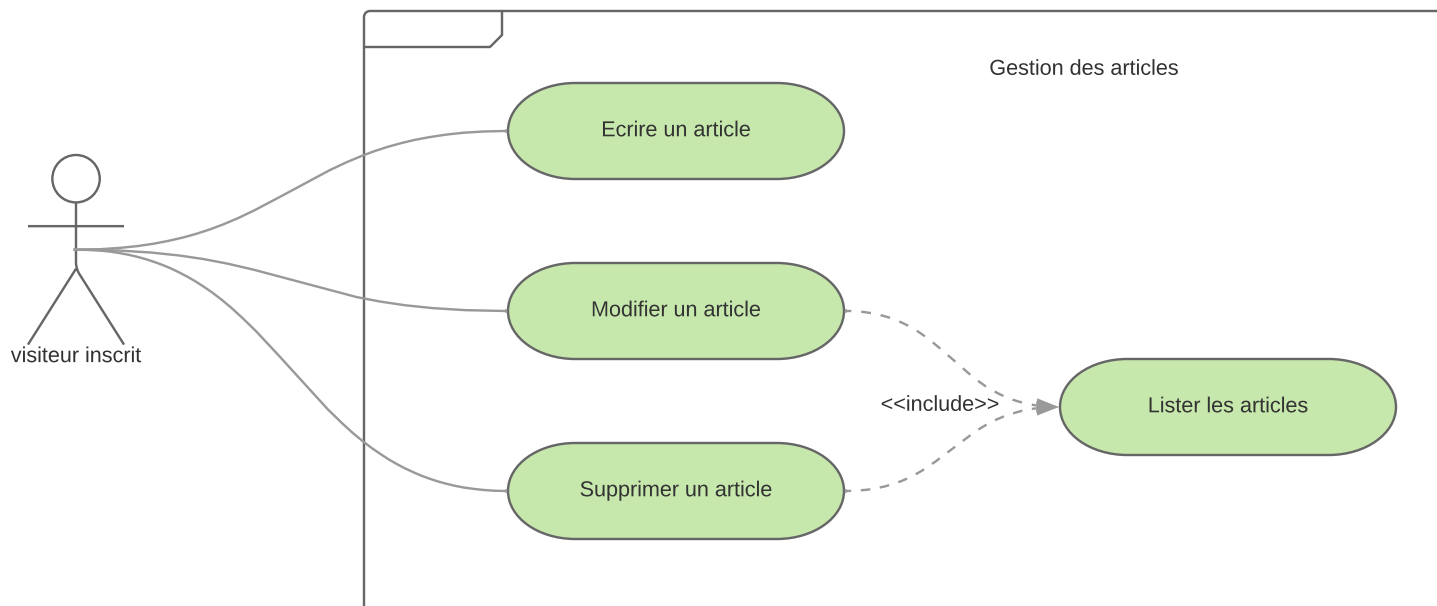 Gestion des articles
Ecrire un article
visiteur inscrit
Modifier un article
<<include>>
Lister les articles
Supprimer un article